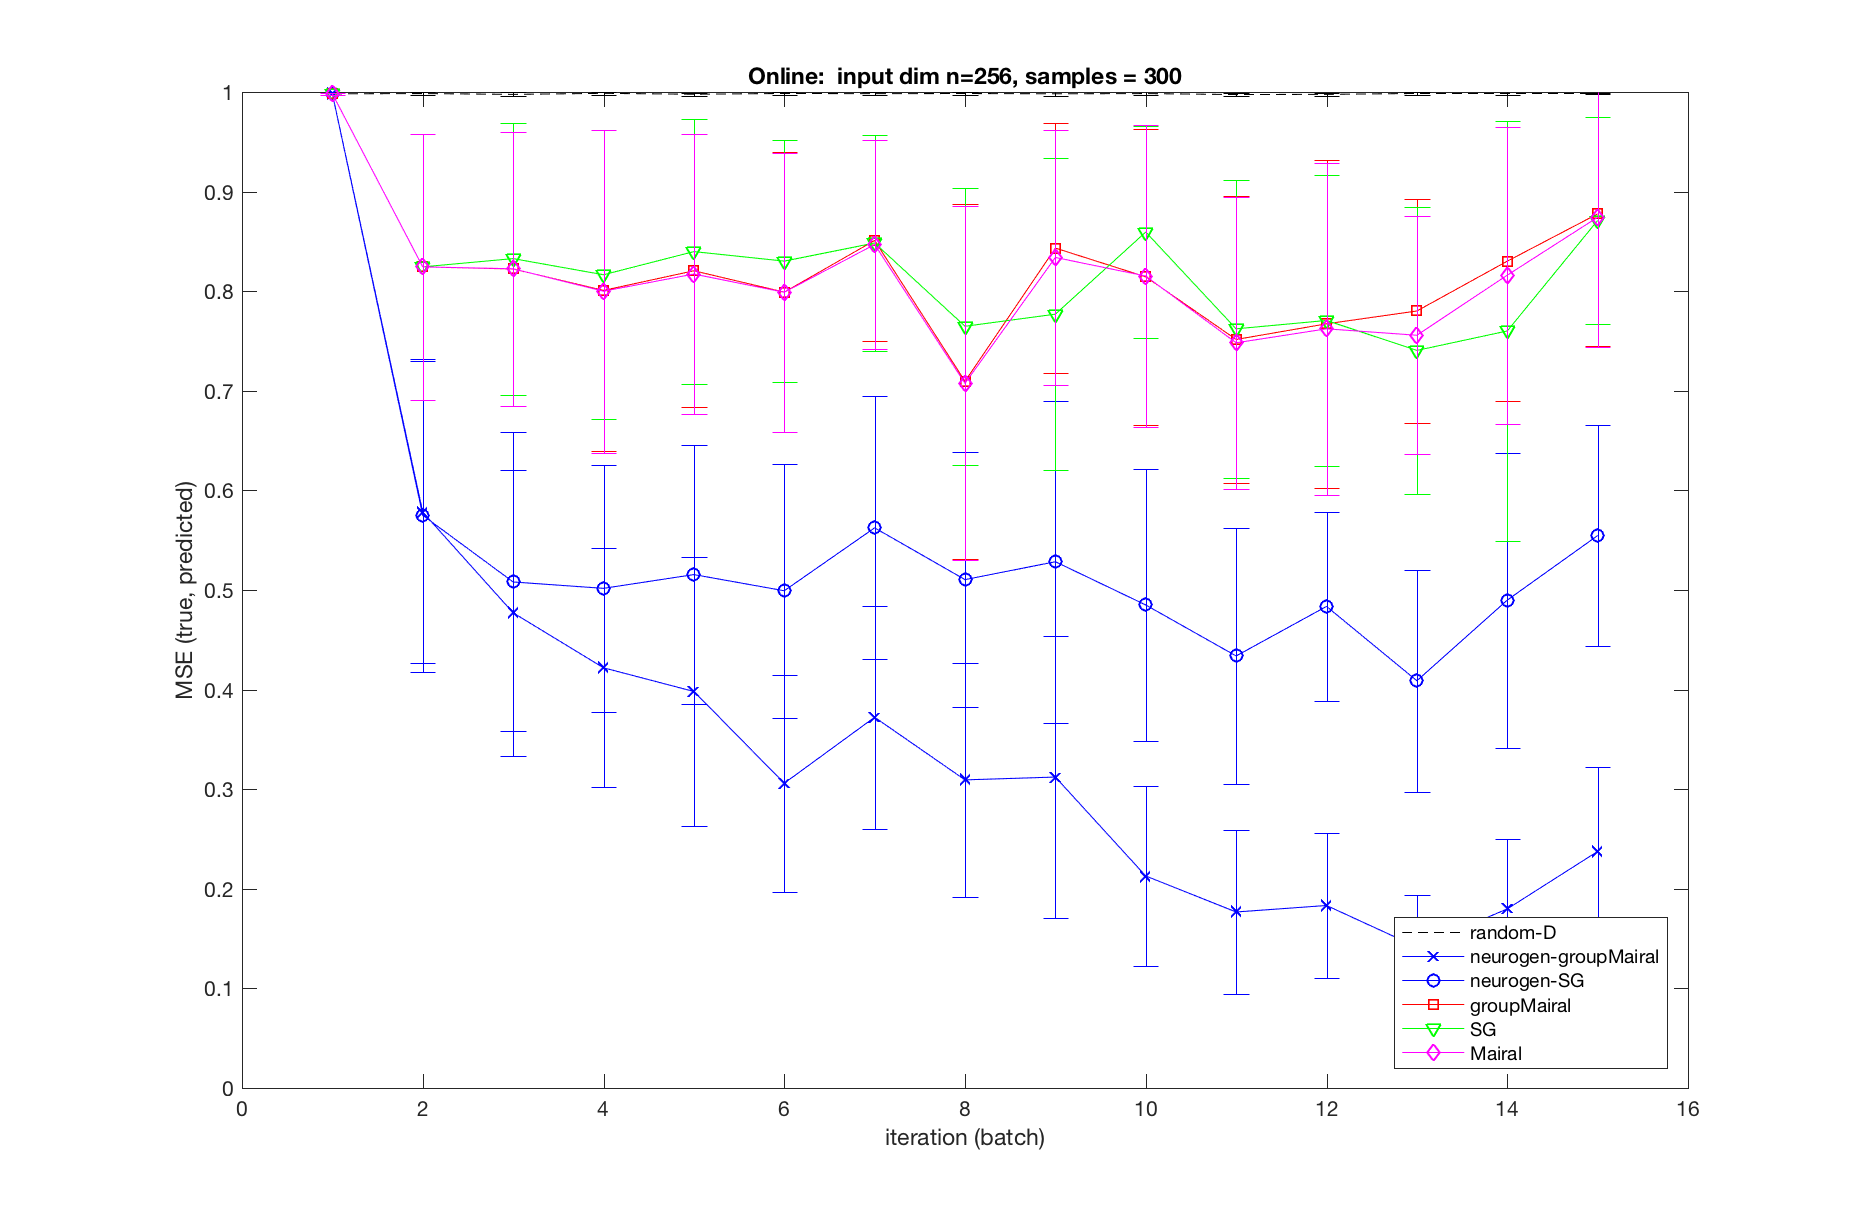 Online:  input dim n=256, samples = 300
1
0.9
0.8
0.7
0.6
0.5
0.4
0.3
0.2
0.1
0
MSE (true, predicted)
0 2 4 6 8 10 12 14 16
iteration (batch)
random-D
neurogen-groupMairal
neurogen-SG
groupMairal
SG
Mairal